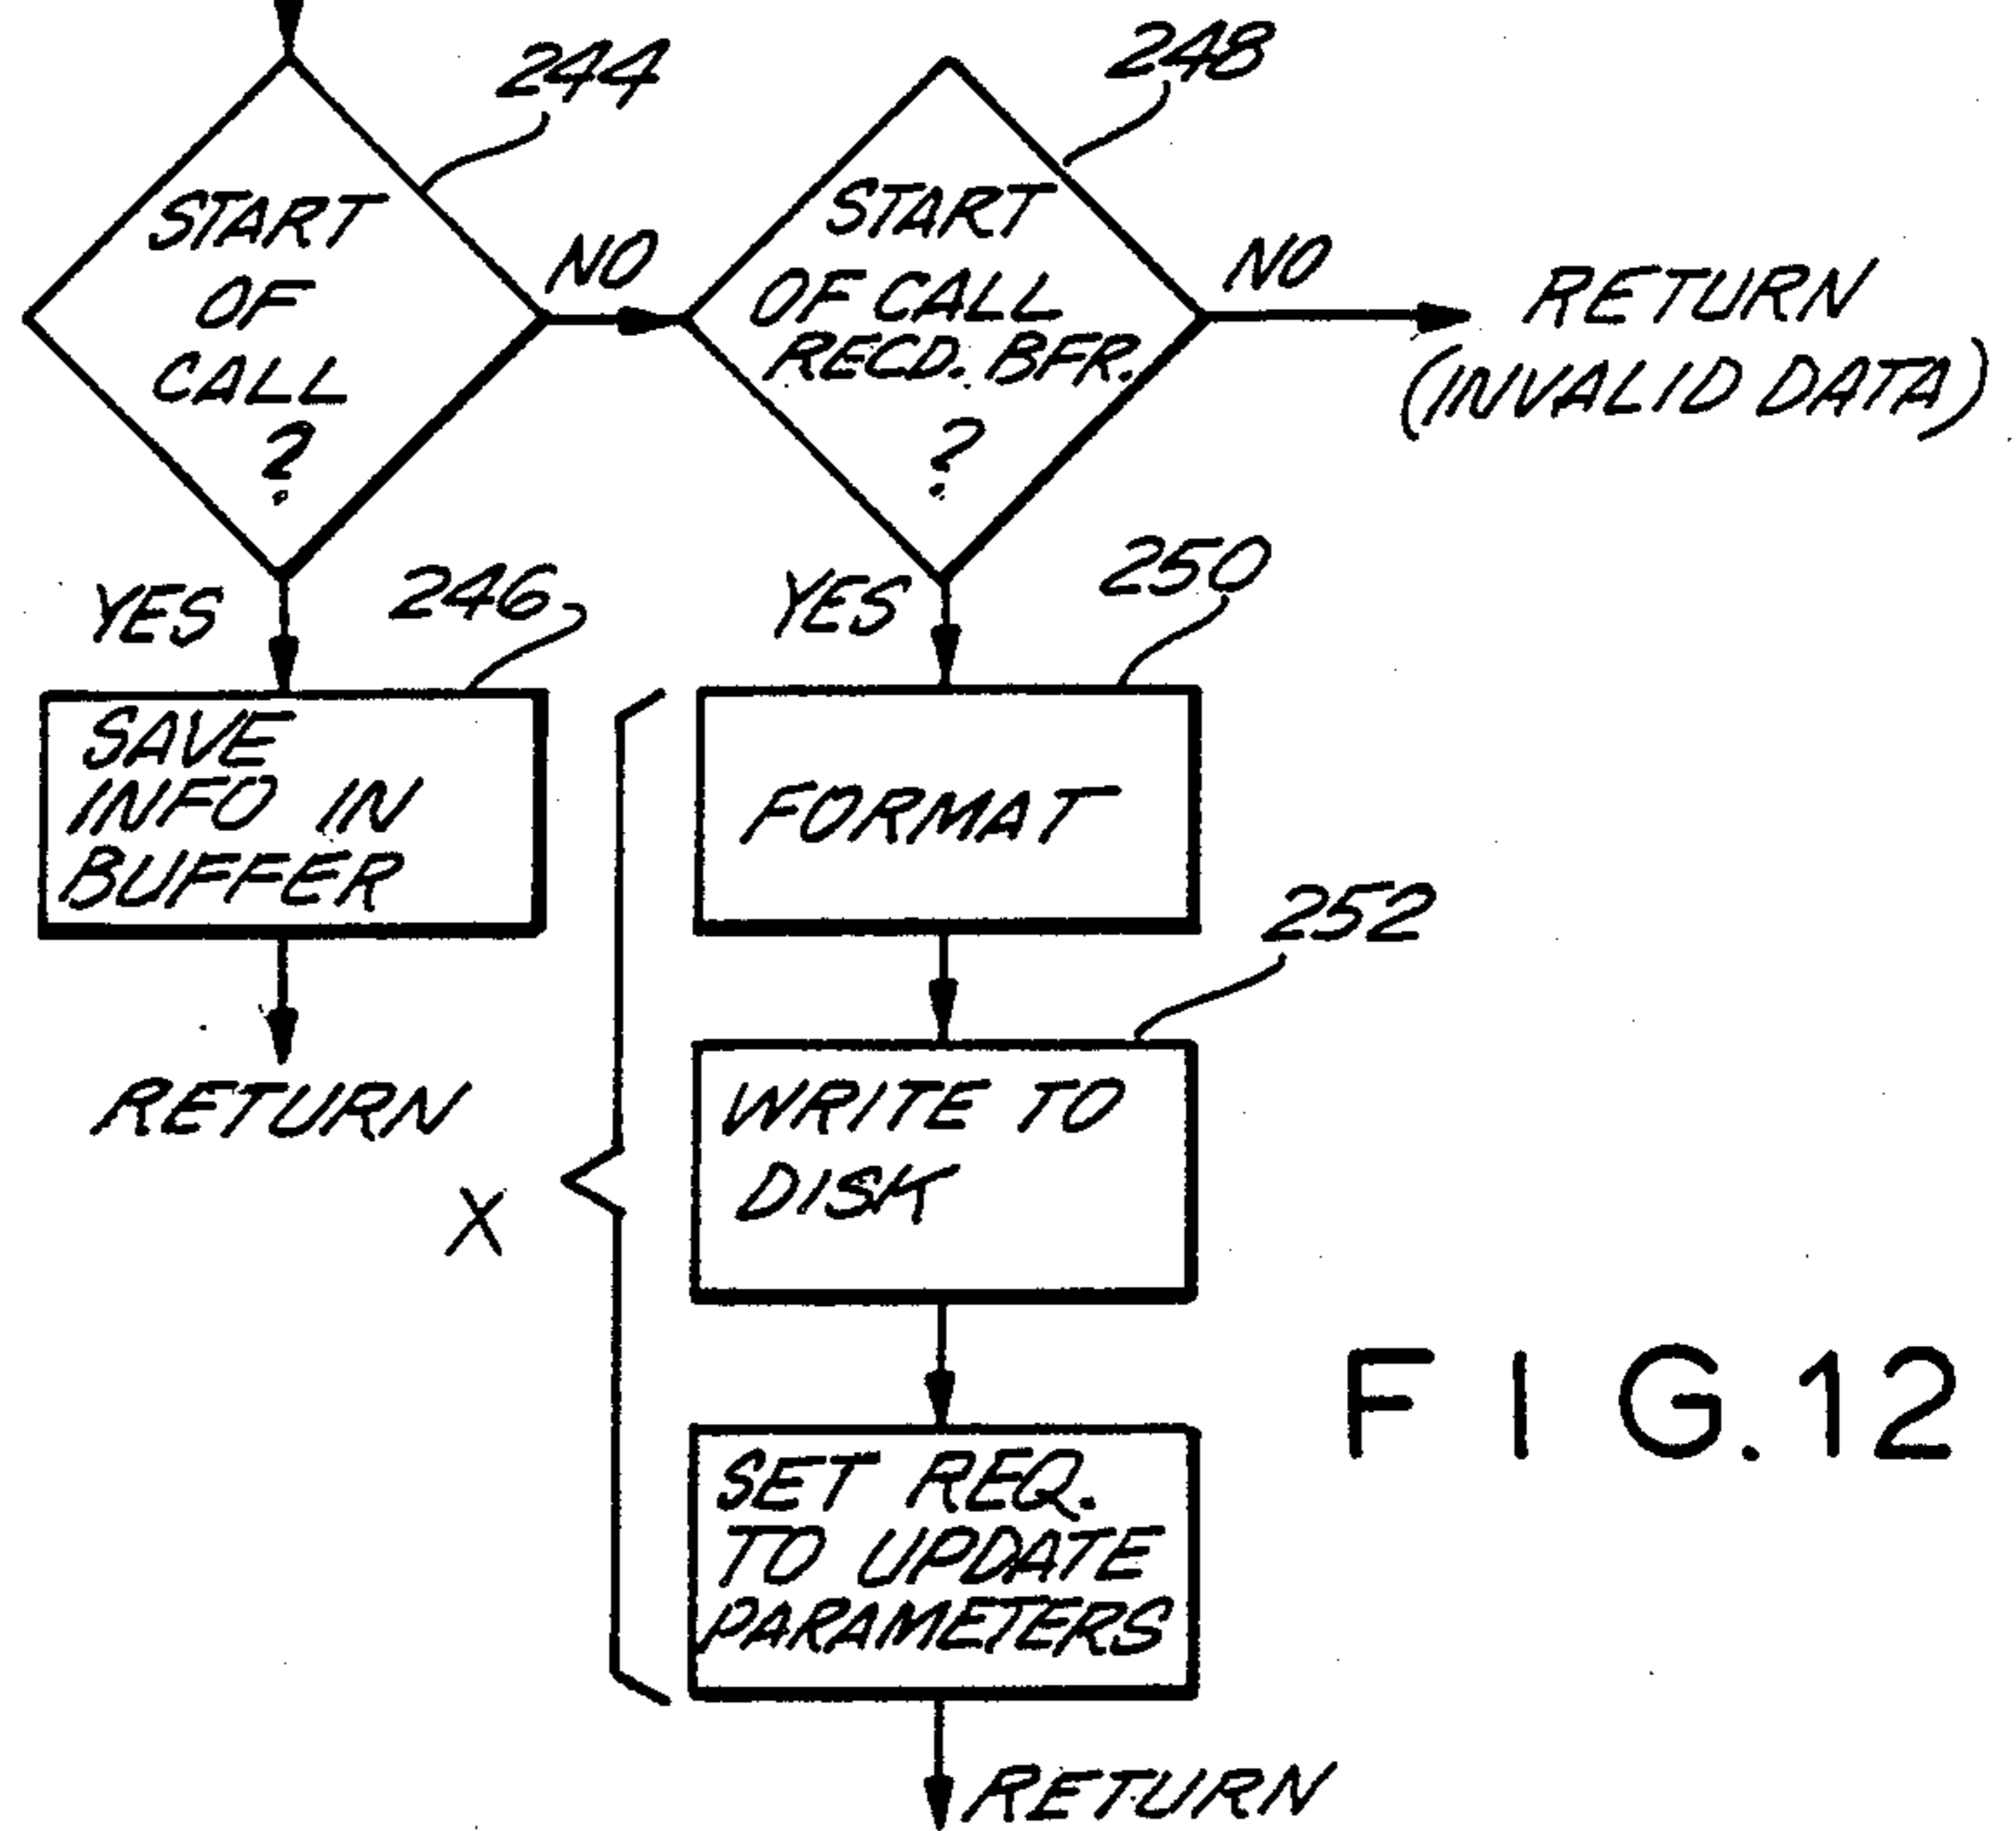 244
START
OF
CALL
?
NO
248
START
OF CALL
RECD. BFR.
?
NO
RETURN
(INVALID DATA)
YES
246
SAVE
INFO IN
BUFFER
RETURN
YES
250
FORMAT
252
WRITE TO
DISK
X
SET REQ.
TO UPDATE
PARAMETERS
RETURN
FIG.12